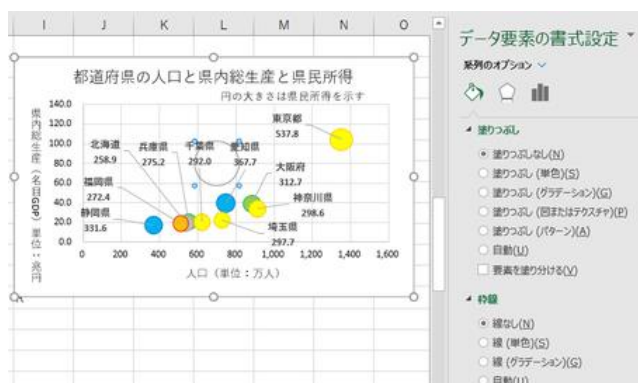 I J K L M N O
都道府県の人口と県内総生産と県民所得
円の大きさは県民所得を示す
県内総生産（名目GDP）単位：兆円
140.0
120.0
100.0
80.0
60.0
40.0
20.0
0.0
東京都
537.8
北海道
258.9
兵庫県
275.2
千葉県
292.0
愛知県
367.7
大阪府
312.7
福岡県
272.4
神奈川県
298.6
静岡県
331.6
埼玉県
297.7
0 200 400 600 800 1,000 1,200 1,400 1,600
人口（単位：万人）
データ要素の書式設定
系列のオプション
塗りつぶし
塗りつぶしなし(N)
塗りつぶし (単色)(S)
塗りつぶし (グラデーション)(G)
塗りつぶし (図またはテクスチャ)(P)
塗りつぶし (パターン)(A)
自動(U)
要素を塗り分ける(V)
枠線
線なし(N)
線 (単色)(S)
線 (グラデーション)(G)
自動(U)